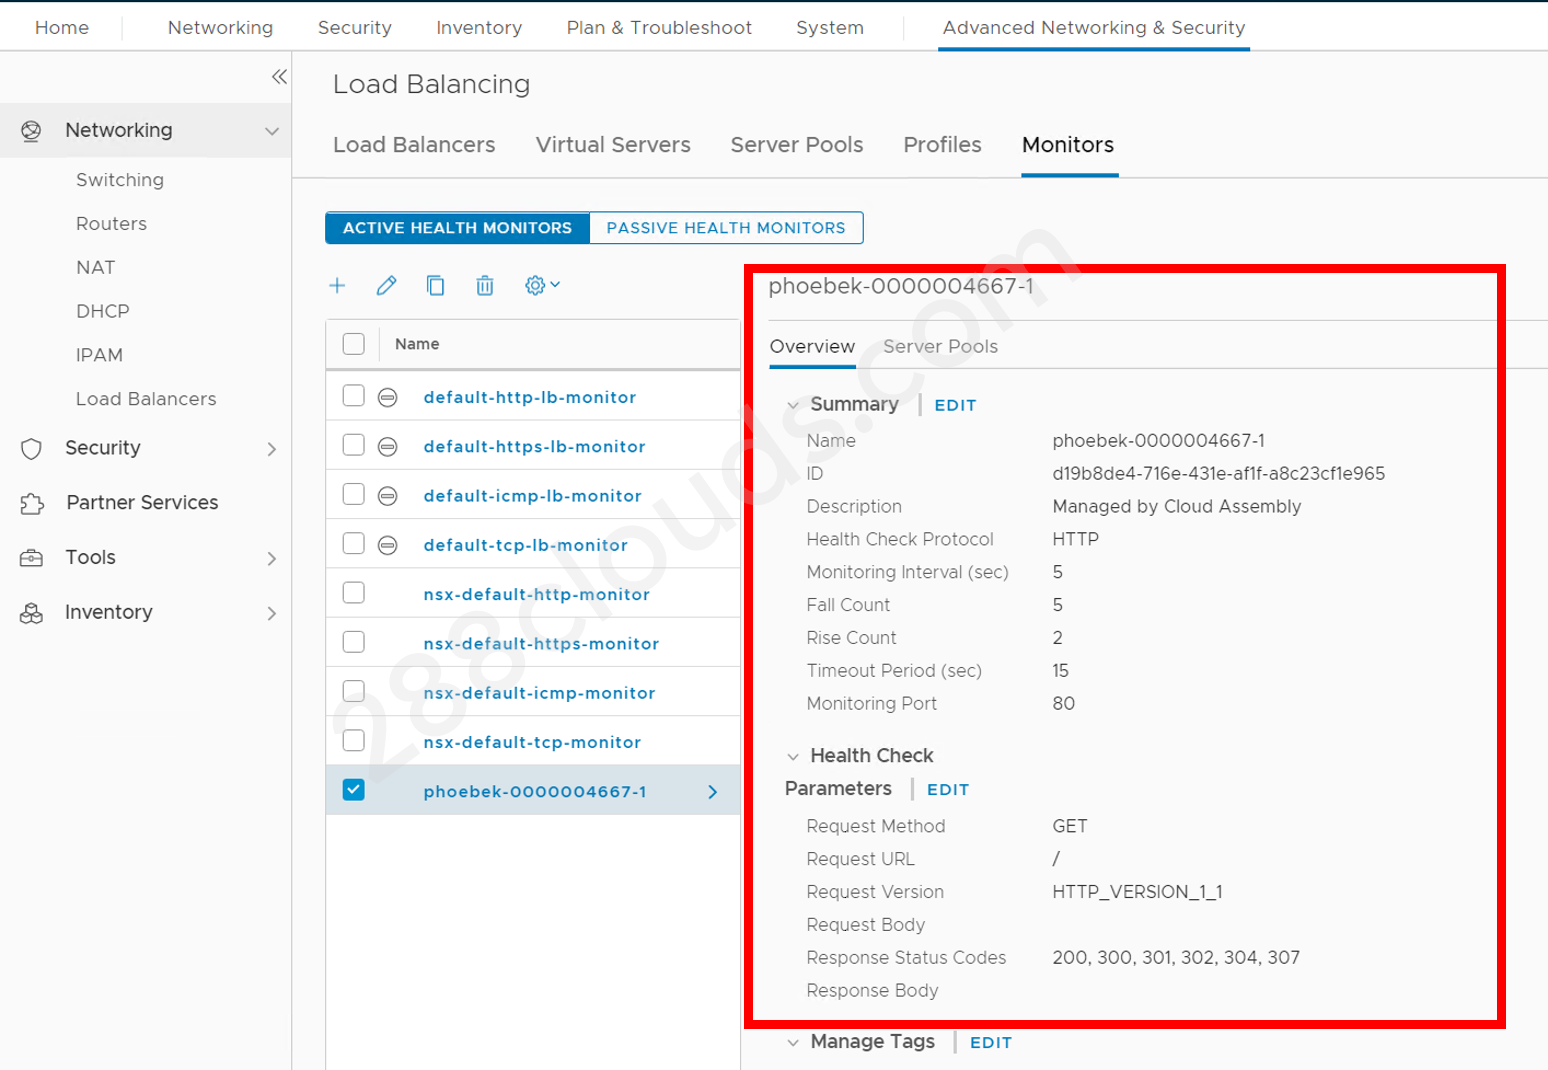 Home Networking Security Inventory Plan & Troubleshoot System Advanced Networking & Security
Load Balancing
Networking
Load Balancers Virtual Servers Server Pools Profiles Monitors
Switching
Routers
NAT
DHCP
IPAM
Load Balancers
Security
Partner Services
Tools
Inventory
ACTIVE HEALTH MONITORS PASSIVE HEALTH MONITORS
Name
default-http-lb-monitor
default-https-lb-monitor
default-icmp-lb-monitor
default-tcp-lb-monitor
nsx-default-http-monitor
nsx-default-https-monitor
nsx-default-icmp-monitor
nsx-default-tcp-monitor
phoebek-0000004667-1
phoebek-0000004667-1
Overview Server Pools
Summary EDIT
Name phoebek-0000004667-1
ID d19b8de4-716e-431e-af1f-a8c23cf1e965
Description Managed by Cloud Assembly
Health Check Protocol HTTP
Monitoring Interval (sec) 5
Fall Count 5
Rise Count 2
Timeout Period (sec) 15
Monitoring Port 80
Health Check
Parameters EDIT
Request Method GET
Request URL /
Request Version HTTP_VERSION_1_1
Request Body
Response Status Codes 200, 300, 301, 302, 304, 307
Response Body
Manage Tags EDIT
288clouds.com